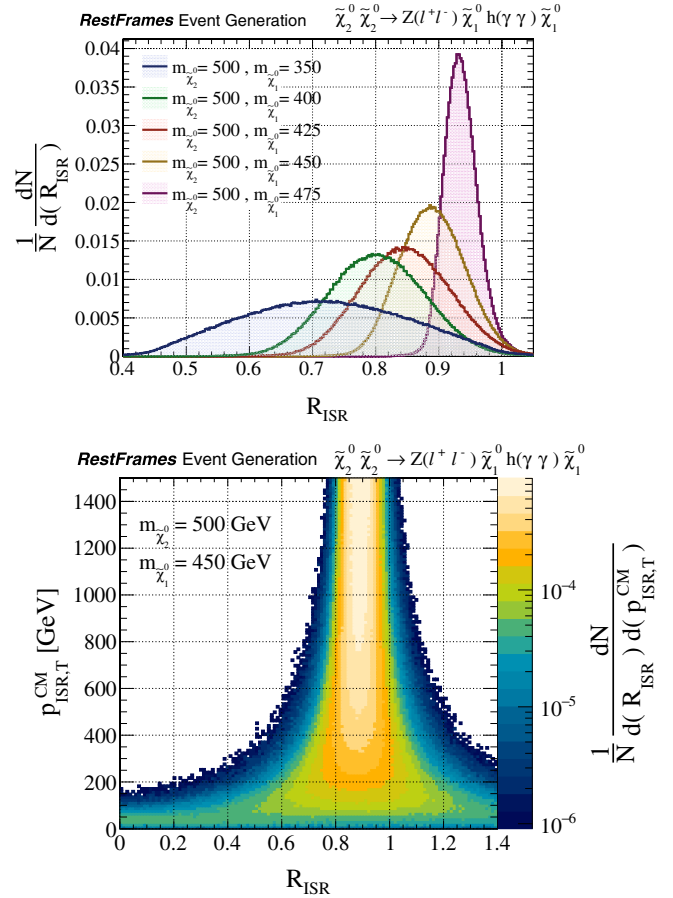 RestFrames Event Generation χ̃₂⁰ χ̃₂⁰ → Z(l⁺l⁻) χ̃₁⁰ h(γ γ) χ̃₁⁰
0.04
0.035
0.03
0.025
0.02
0.015
0.01
0.005
0
1/N dN/d( R_ISR )
m_χ̃₂⁰ = 500 , m_χ̃₁⁰ = 350
m_χ̃₂⁰ = 500 , m_χ̃₁⁰ = 400
m_χ̃₂⁰ = 500 , m_χ̃₁⁰ = 425
m_χ̃₂⁰ = 500 , m_χ̃₁⁰ = 450
m_χ̃₂⁰ = 500 , m_χ̃₁⁰ = 475
0.4 0.5 0.6 0.7 0.8 0.9 1
R_ISR
RestFrames Event Generation χ̃₂⁰ χ̃₂⁰ → Z(l⁺ l⁻) χ̃₁⁰ h(γ γ) χ̃₁⁰
1400
1200
1000
800
600
400
200
0
p_ISR,T^CM [GeV]
m_χ̃₂⁰ = 500 GeV
m_χ̃₁⁰ = 450 GeV
0 0.2 0.4 0.6 0.8 1 1.2 1.4
R_ISR
10⁻⁴
10⁻⁵
10⁻⁶
1/N dN/d( R_ISR ) d( p_ISR,T^CM )